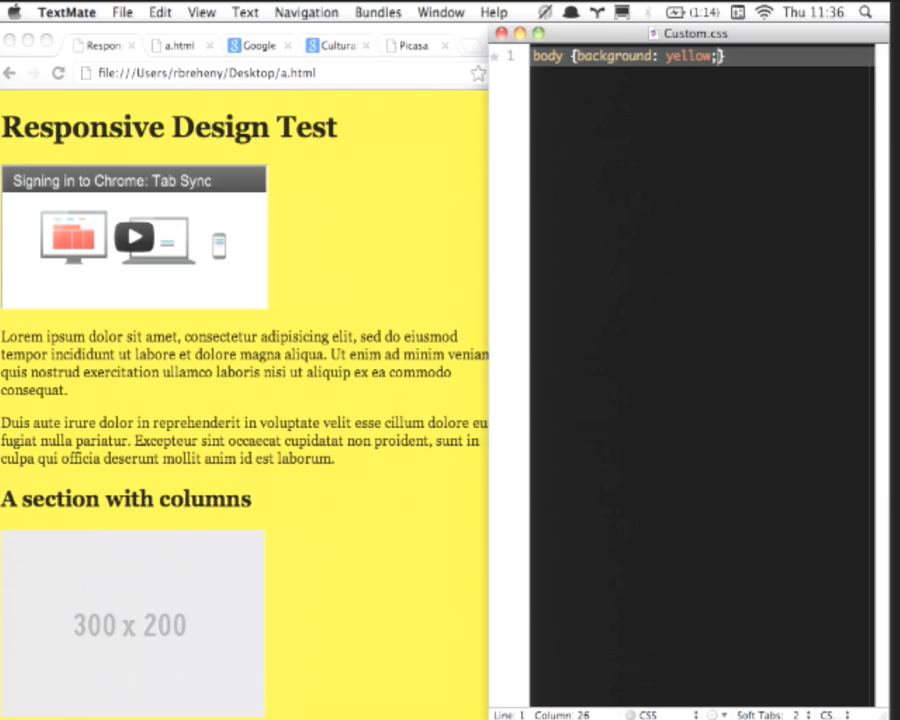 TextMate File Edit View Text Navigation Bundles Window Help (1:14) Thu 11:36
Respon a.html Google Cultura Picasa
Custom.css
file:///Users/rbreheny/Desktop/a.html
1 body {background: yellow;}
Responsive Design Test
Signing in to Chrome: Tab Sync
Lorem ipsum dolor sit amet, consectetur adipisicing elit, sed do eiusmod
tempor incididunt ut labore et dolore magna aliqua. Ut enim ad minim veniam
quis nostrud exercitation ullamco laboris nisi ut aliquip ex ea commodo
consequat.
Duis aute irure dolor in reprehenderit in voluptate velit esse cillum dolore eu
fugiat nulla pariatur. Excepteur sint occaecat cupidatat non proident, sunt in
culpa qui officia deserunt mollit anim id est laborum.
A section with columns
300 x 200
Line: 1 Column: 26 CSS Soft Tabs: 2 CS...